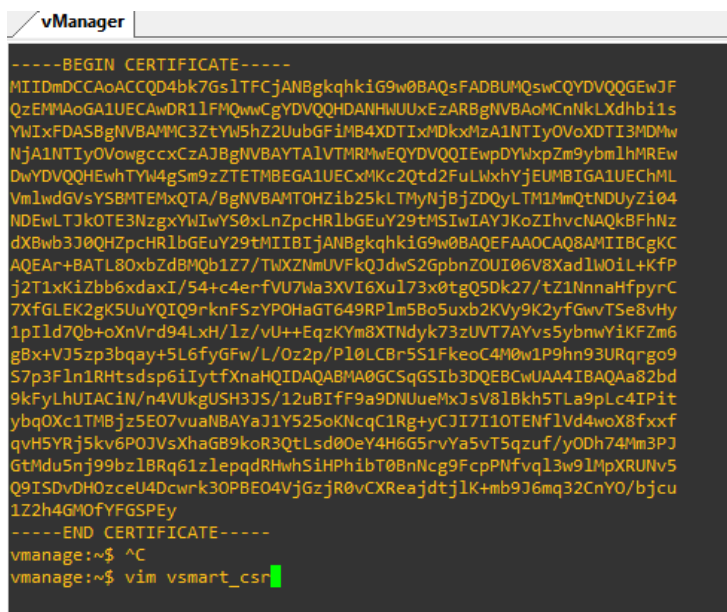 vManager
-----BEGIN CERTIFICATE-----
MIIDmDCCAoACCQD4bk7GslTFCjANBgkqhkiG9w0BAQsFADBUMQswCQYDVQQGEwJF
QzEMMAoGA1UECAwDR1lFMQwwCgYDVQQHDANHWUUxEzARBgNVBAoMCnNkLXdhbi1s
YWIxFDASBgNVBAMMC3ZtYW5hZ2UubGFiMB4XDTIxMDkxMzA1NTIyOVoXDTI3MDMw
NjA1NTIyOVowgccxCzAJBgNVBAYTAlVTMRMwEQYDVQQIEwpDYWxpZm9ybmlhMREw
DwYDVQQHEwhTYW4gSm9zZTETMBEGA1UECxMKc2Qtd2FuLWxhYjEUMBIGA1UEChML
VmlwdGVsYSBMTEMxQTA/BgNVBAMTOHZib25kLTMyNjBjZDQyLTM1MmQtNDUyZi04
NDEwLTJkOTE3NzgxYWIwYS0xLnZpcHRlbGEuY29tMSIwIAYJKoZIhvcNAQkBFhNz
dXBwb3J0QHZpcHRlbGEuY29tMIIBIjANBgkqhkiG9w0BAQEFAAOCAQ8AMIIBCgKC
AQEAr+BATL8OxbZdBMQb1Z7/TWXZNmUVFkQJdwS2GpbnZOUI06V8XadlWOiL+KfP
j2T1xKiZbb6xdaxI/54+c4erfVU7Wa3XVI6Xul73x0tgQ5Dk27/tZ1NnnaHfpyrC
7XfGLEK2gK5UuYQIQ9rknFSzYPOHaGT649RPlm5Bo5uxb2KVy9K2yfGwvTSe8vHy
1pIld7Qb+oXnVrd94LxH/lz/vU++EqzKYm8XTNdyk73zUVT7AYvs5ybnwYiKFZm6
gBx+VJ5zp3bqay+5L6fyGFw/L/Oz2p/Pl0LCBr5S1FkeoC4M0w1P9hn93URqrgo9
S7p3Fln1RHtsdsp6iIytfXnaHQIDAQABMA0GCSqGSIb3DQEBCwUAA4IBAQAa82bd
9kFyLhUIACiN/n4VUkgUSH3JS/12uBIfF9a9DNUueMxJsV8lBkh5TLa9pLc4IPit
ybqOXc1TMBjz5EO7vuaNBAYaJ1Y525oKNcqC1Rg+yCJI7I1OTENflVd4woX8fxxf
qvH5YRj5kv6POJVsXhaGB9koR3QtLsd0OeY4H6G5rvYa5vT5qzuf/yODh74Mm3PJ
GtMdu5nj99bzlBRq61zlepqdRHwhSiHPhibT0BnNcg9FcpPNfvql3w9lMpXRUNv5
Q9ISDvDHOzceU4Dcwrk3OPBEO4VjGzjR0vCXReajdtjlK+mb9J6mq32CnYO/bjcu
1Z2h4GMOfYFGSPEy
-----END CERTIFICATE-----
vmanage:~$ ^C
vmanage:~$ vim vsmart_csr